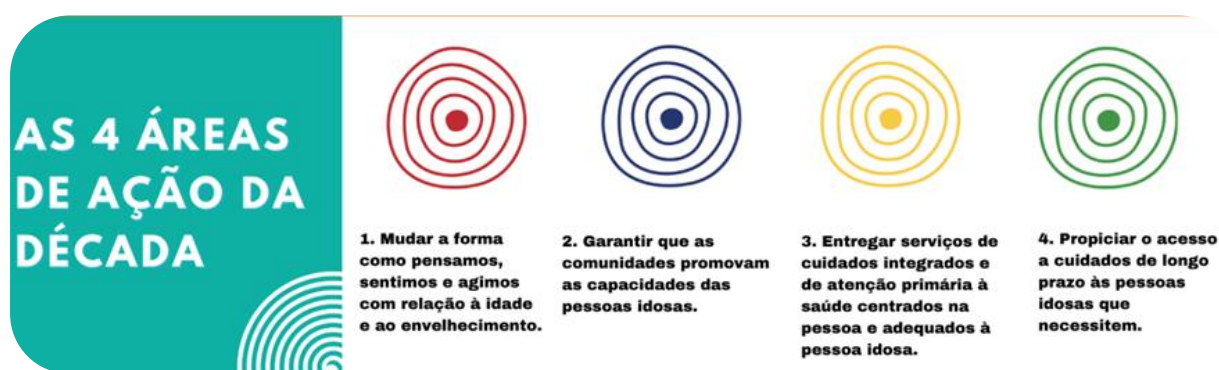 AS 4 ÁREAS
DE AÇÃO DA
DÉCADA
1. Mudar a forma
como pensamos,
sentimos e agimos
com relação à idade
e ao envelhecimento.
2. Garantir que as
comunidades promovam
as capacidades das
pessoas idosas.
3. Entregar serviços de
cuidados integrados e
de atenção primária à
saúde centrados na
pessoa e adequados à
pessoa idosa.
4. Propiciar o acesso
a cuidados de longo
prazo às pessoas
idosas que
necessitem.